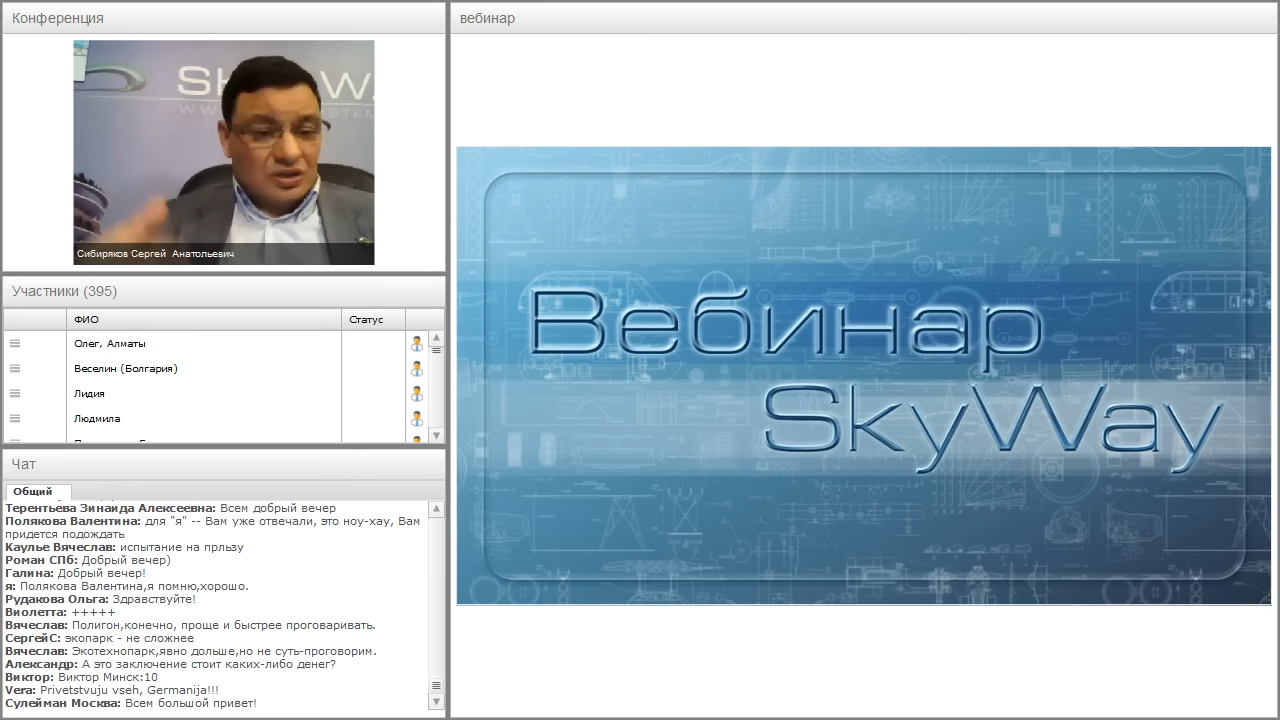 Конференция
вебинар
Сибиряков Сергей Анатольевич
Участники (395)
ФИО
Статус
Олег, Алматы
Веселин (Болгария)
Лидия
Людмила
Чат
Общий
Терентьева Зинаида Алексеевна: Всем добрый вечер
Полякова Валентина: для "я" -- Вам уже отвечали, это ноу-хау, Вам
придется подождать
Каулье Вячеслав: испытание на прльзу
Роман СПб: Добрый вечер)
Галина: Добрый вечер!
я: Полякова Валентина,я помню,хорошо.
Рудакова Ольга: Здравствуйте!
Виолетта: +++++
Вячеслав: Полигон,конечно, проще и быстрее проговаривать.
СергейС: экопарк - не сложнее
Вячеслав: Экотехнопарк,явно дольше,но не суть-проговорим.
Александр: А это заключение стоит каких-либо денег?
Виктор: Виктор Минск:10
Vera: Privetstvuju vseh, Germanija!!!
Сулейман Москва: Всем большой привет!
Вебинар
SkyWay